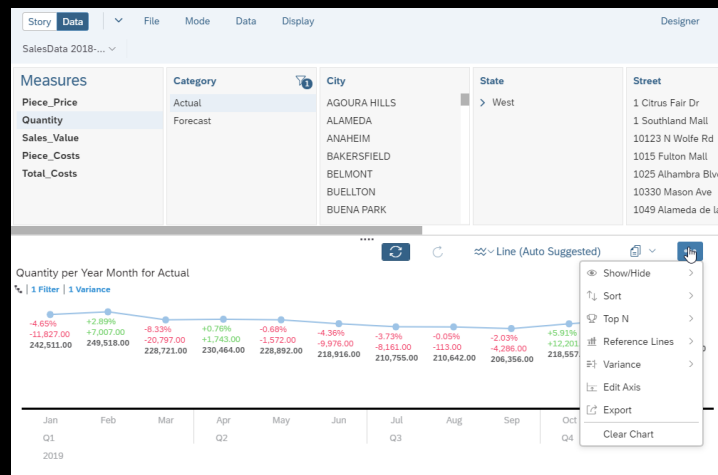 Story Data File Mode Data Display Designer
SalesData 2018-...
Measures
Piece_Price
Quantity
Sales_Value
Piece_Costs
Total_Costs
Category 1
Actual
Forecast
City
AGOURA HILLS
ALAMEDA
ANAHEIM
BAKERSFIELD
BELMONT
BUELLTON
BUENA PARK
State
West
Street
1 Citrus Fair Dr
1 Southland Mall
10123 N Wolfe Rd
1015 Fulton Mall
1025 Alhambra Blv
10330 Mason Ave
1049 Alameda de la
Line (Auto Suggested)
Quantity per Year Month for Actual
1 Filter | 1 Variance
-4.65%
-11,827.00
242,511.00
+2.89%
+7,007.00
249,518.00
-8.33%
-20,797.00
228,721.00
+0.76%
+1,743.00
230,464.00
-0.68%
-1,572.00
228,892.00
-4.36%
-9,976.00
218,916.00
-3.73%
-8,161.00
210,755.00
-0.05%
-113.00
210,642.00
-2.03%
-4,286.00
206,356.00
+5.91%
+12,201
218,557
Jan Feb Mar Apr May Jun Jul Aug Sep Oct
Q1 Q2 Q3 Q4
2019
Show/Hide
Sort
Top N
Reference Lines
Variance
Edit Axis
Export
Clear Chart